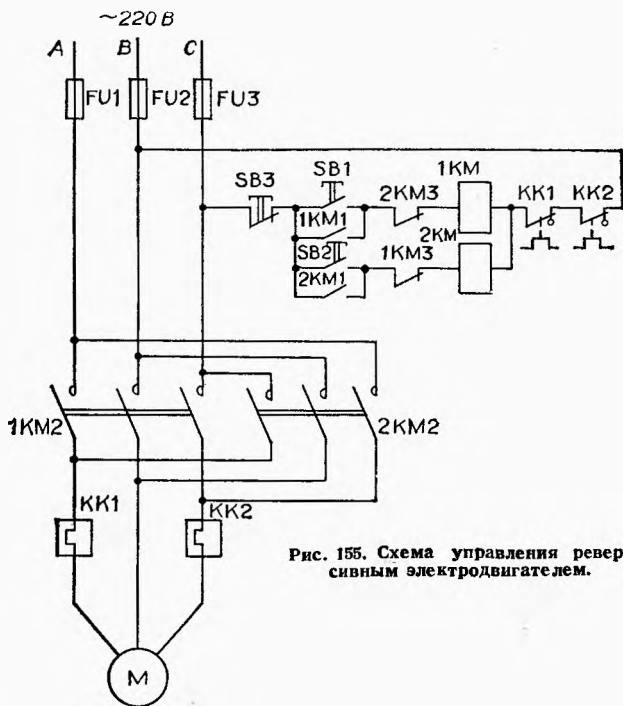 ~220 В
A B C
FU1 FU2 FU3
SB3 SB1 2KM3 1KM KK1 KK2
1KM1
SB2 2KM
2KM1 1KM3
1KM2 2KM2
KK1 KK2
Рис. 155. Схема управления ревер
сивным электродвигателем.
M